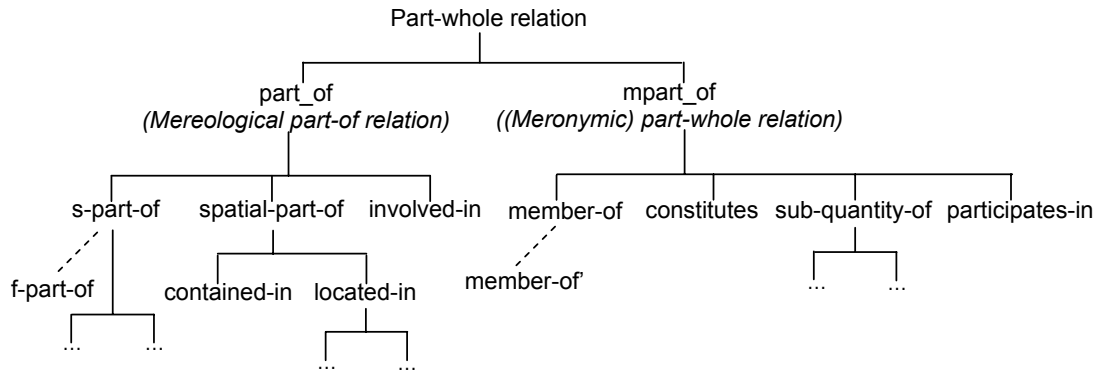 Part-whole relation
part_of mpart_of
(Mereological part-of relation) ((Meronymic) part-whole relation)
s-part-of spatial-part-of involved-in member-of constitutes sub-quantity-of participates-in
f-part-of contained-in located-in member-of’ ... ...
... ... ... ...